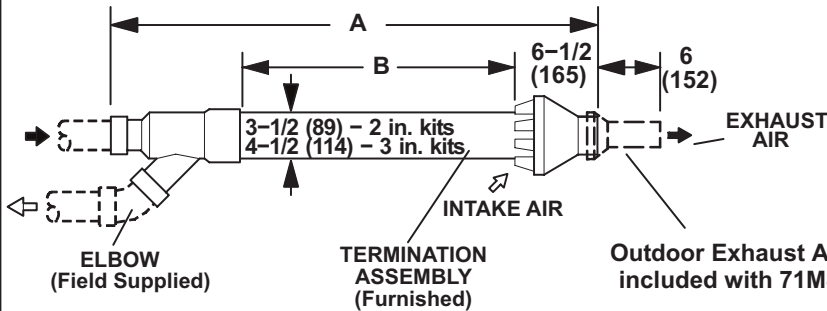 A
B
6−1/2
(165)
6
(152)
3−1/2 (89) − 2 in. kits
4−1/2 (114) − 3 in. kits
EXHAUST
AIR
INTAKE AIR
ELBOW
(Field Supplied)
TERMINATION
ASSEMBLY
(Furnished)
Outdoor Exhaust A
included with 71M